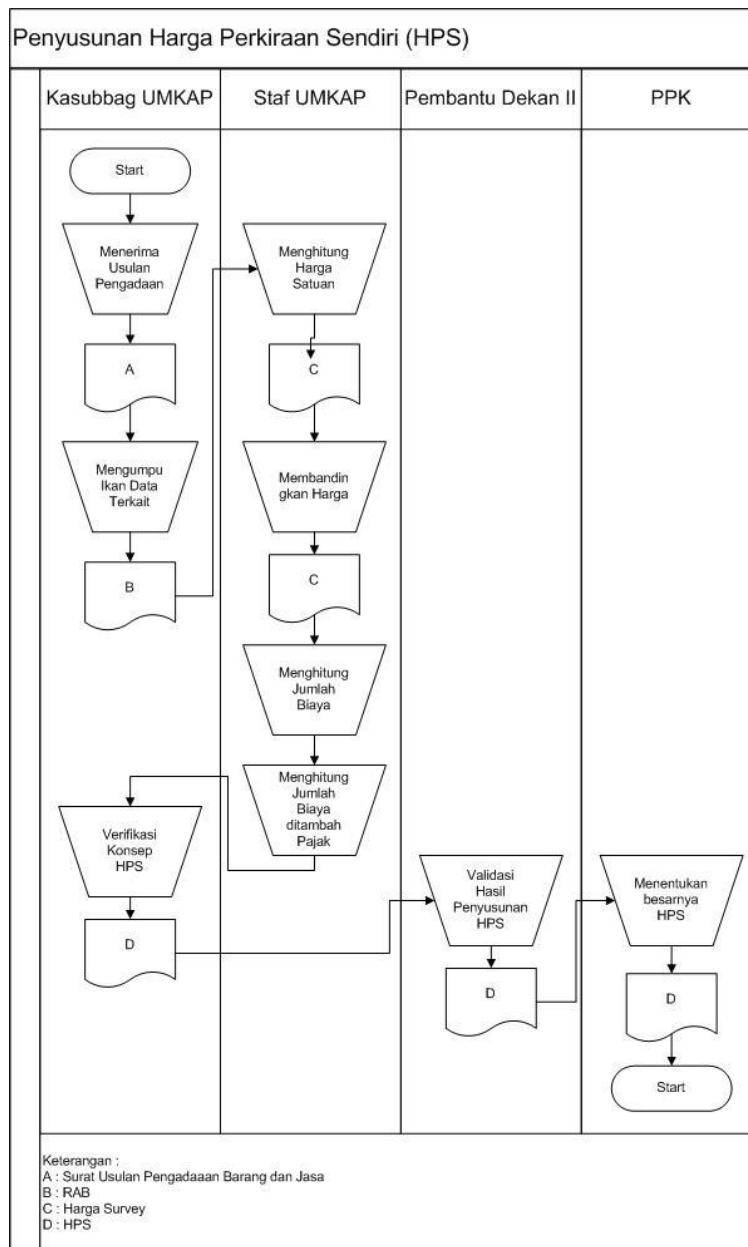 Penyusunan Harga Perkiraan Sendiri (HPS)
Kasubbag UMKAP
Staf UMKAP
Pembantu Dekan II
PPK
Start
Menerima
Usulan
Pengadaan
A
Mengumpu
lkan Data
Terkait
B
Menghitung
Harga
Satuan
C
Membandin
gkan Harga
C
Menghitung
Jumlah
Biaya
Menghitung
Jumlah
Biaya
ditambah
Pajak
Verifikasi
Konsep
HPS
D
Validasi
Hasil
Penyusunan
HPS
D
Menentukan
besarnya
HPS
D
Start
Keterangan :
A : Surat Usulan Pengadaaan Barang dan Jasa
B : RAB
C : Harga Survey
D : HPS